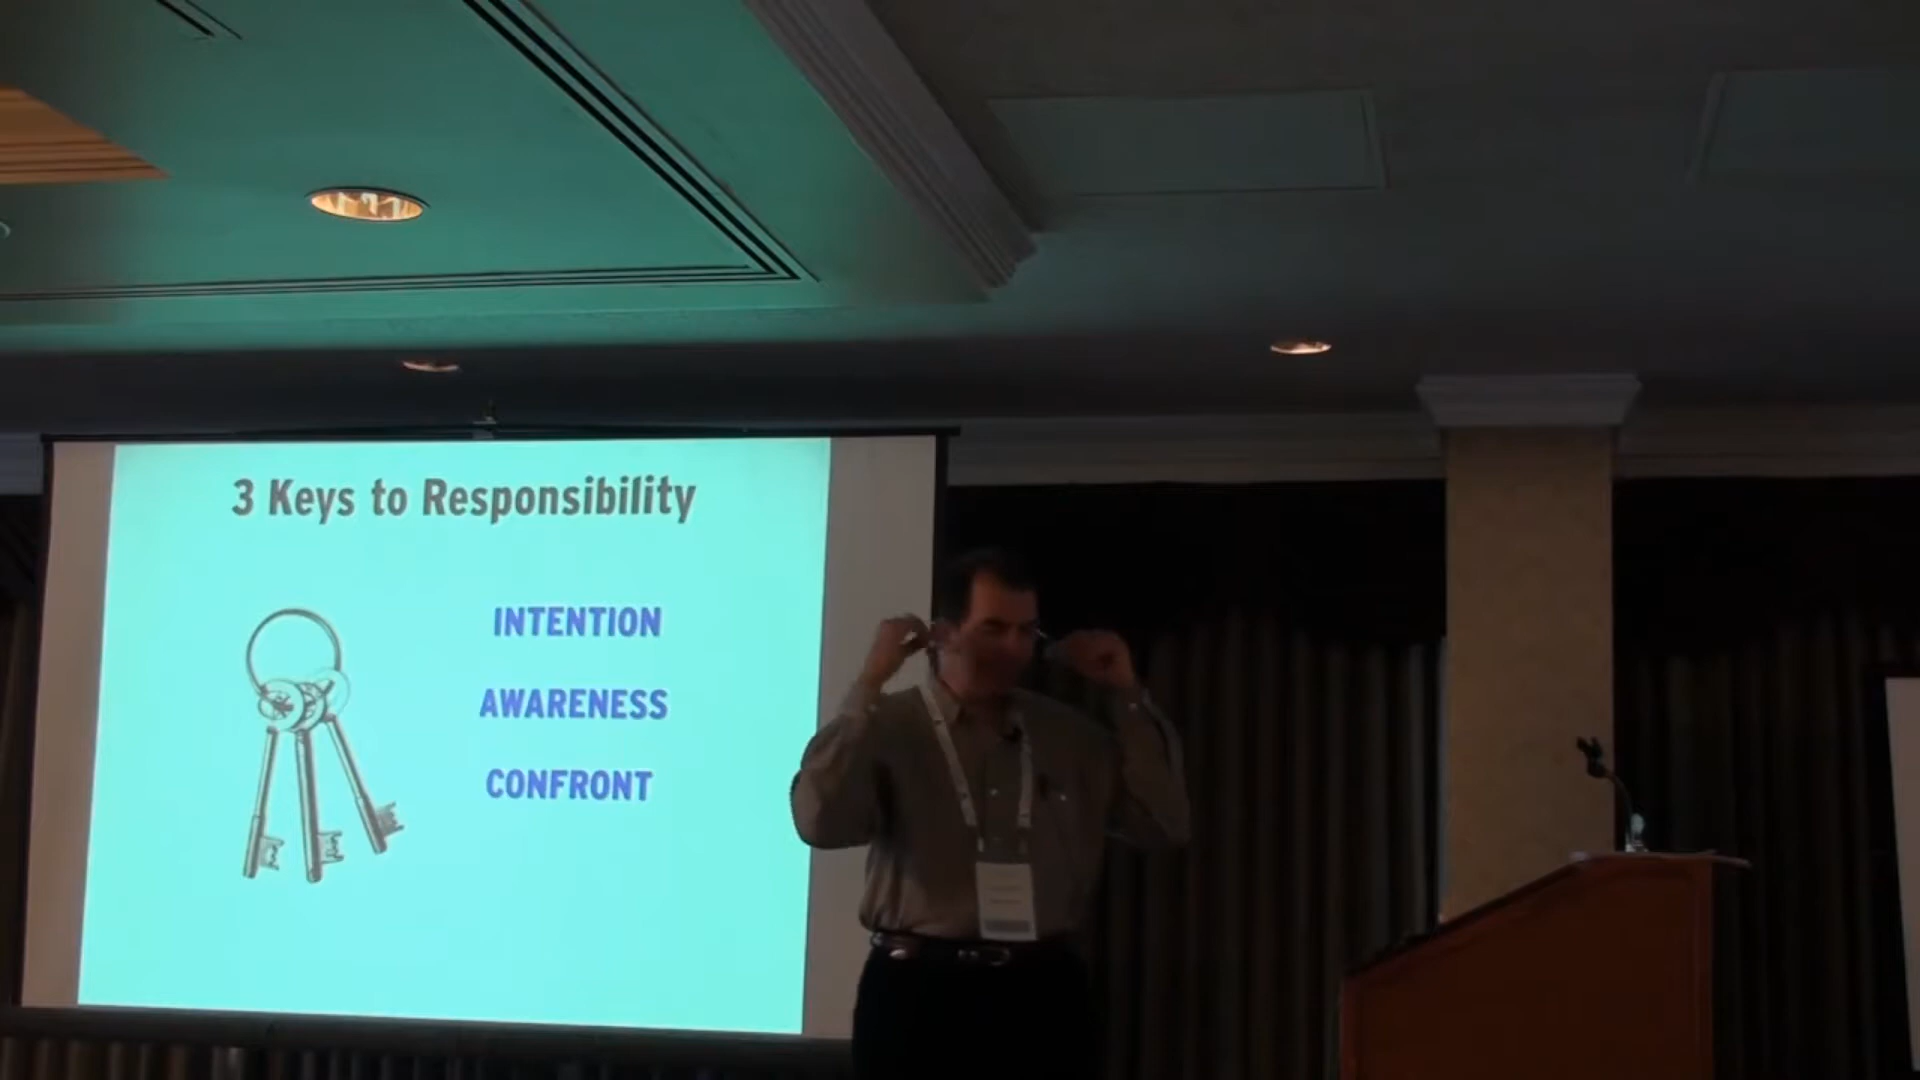 3 Keys to Responsibility
INTENTION
AWARENESS
CONFRONT